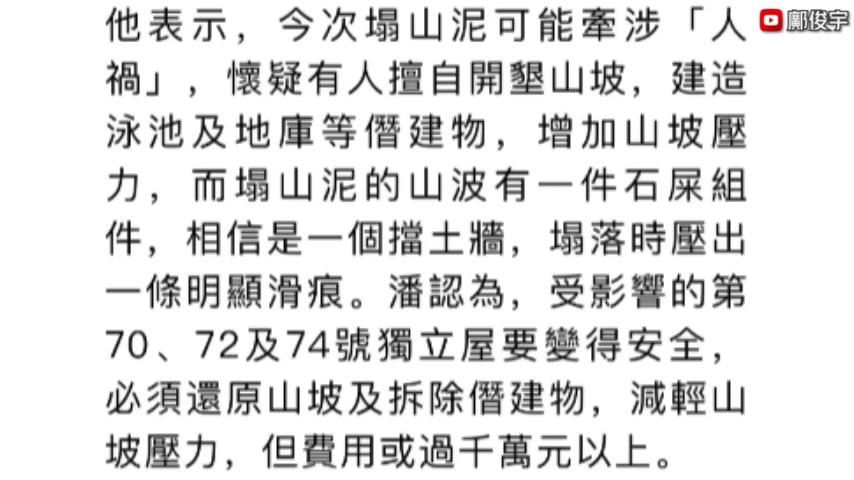 鄺俊宇
他表示，今次塌山泥可能牽涉「人
禍」，懷疑有人擅自開墾山坡，建造
泳池及地庫等僭建物，增加山坡壓
力，而塌山泥的山波有一件石屎組
件，相信是一個擋土牆，塌落時壓出
一條明顯滑痕。潘認為，受影響的第
70、72及74號獨立屋要變得安全，
必須還原山坡及拆除僭建物，減輕山
坡壓力，但費用或過千萬元以上。